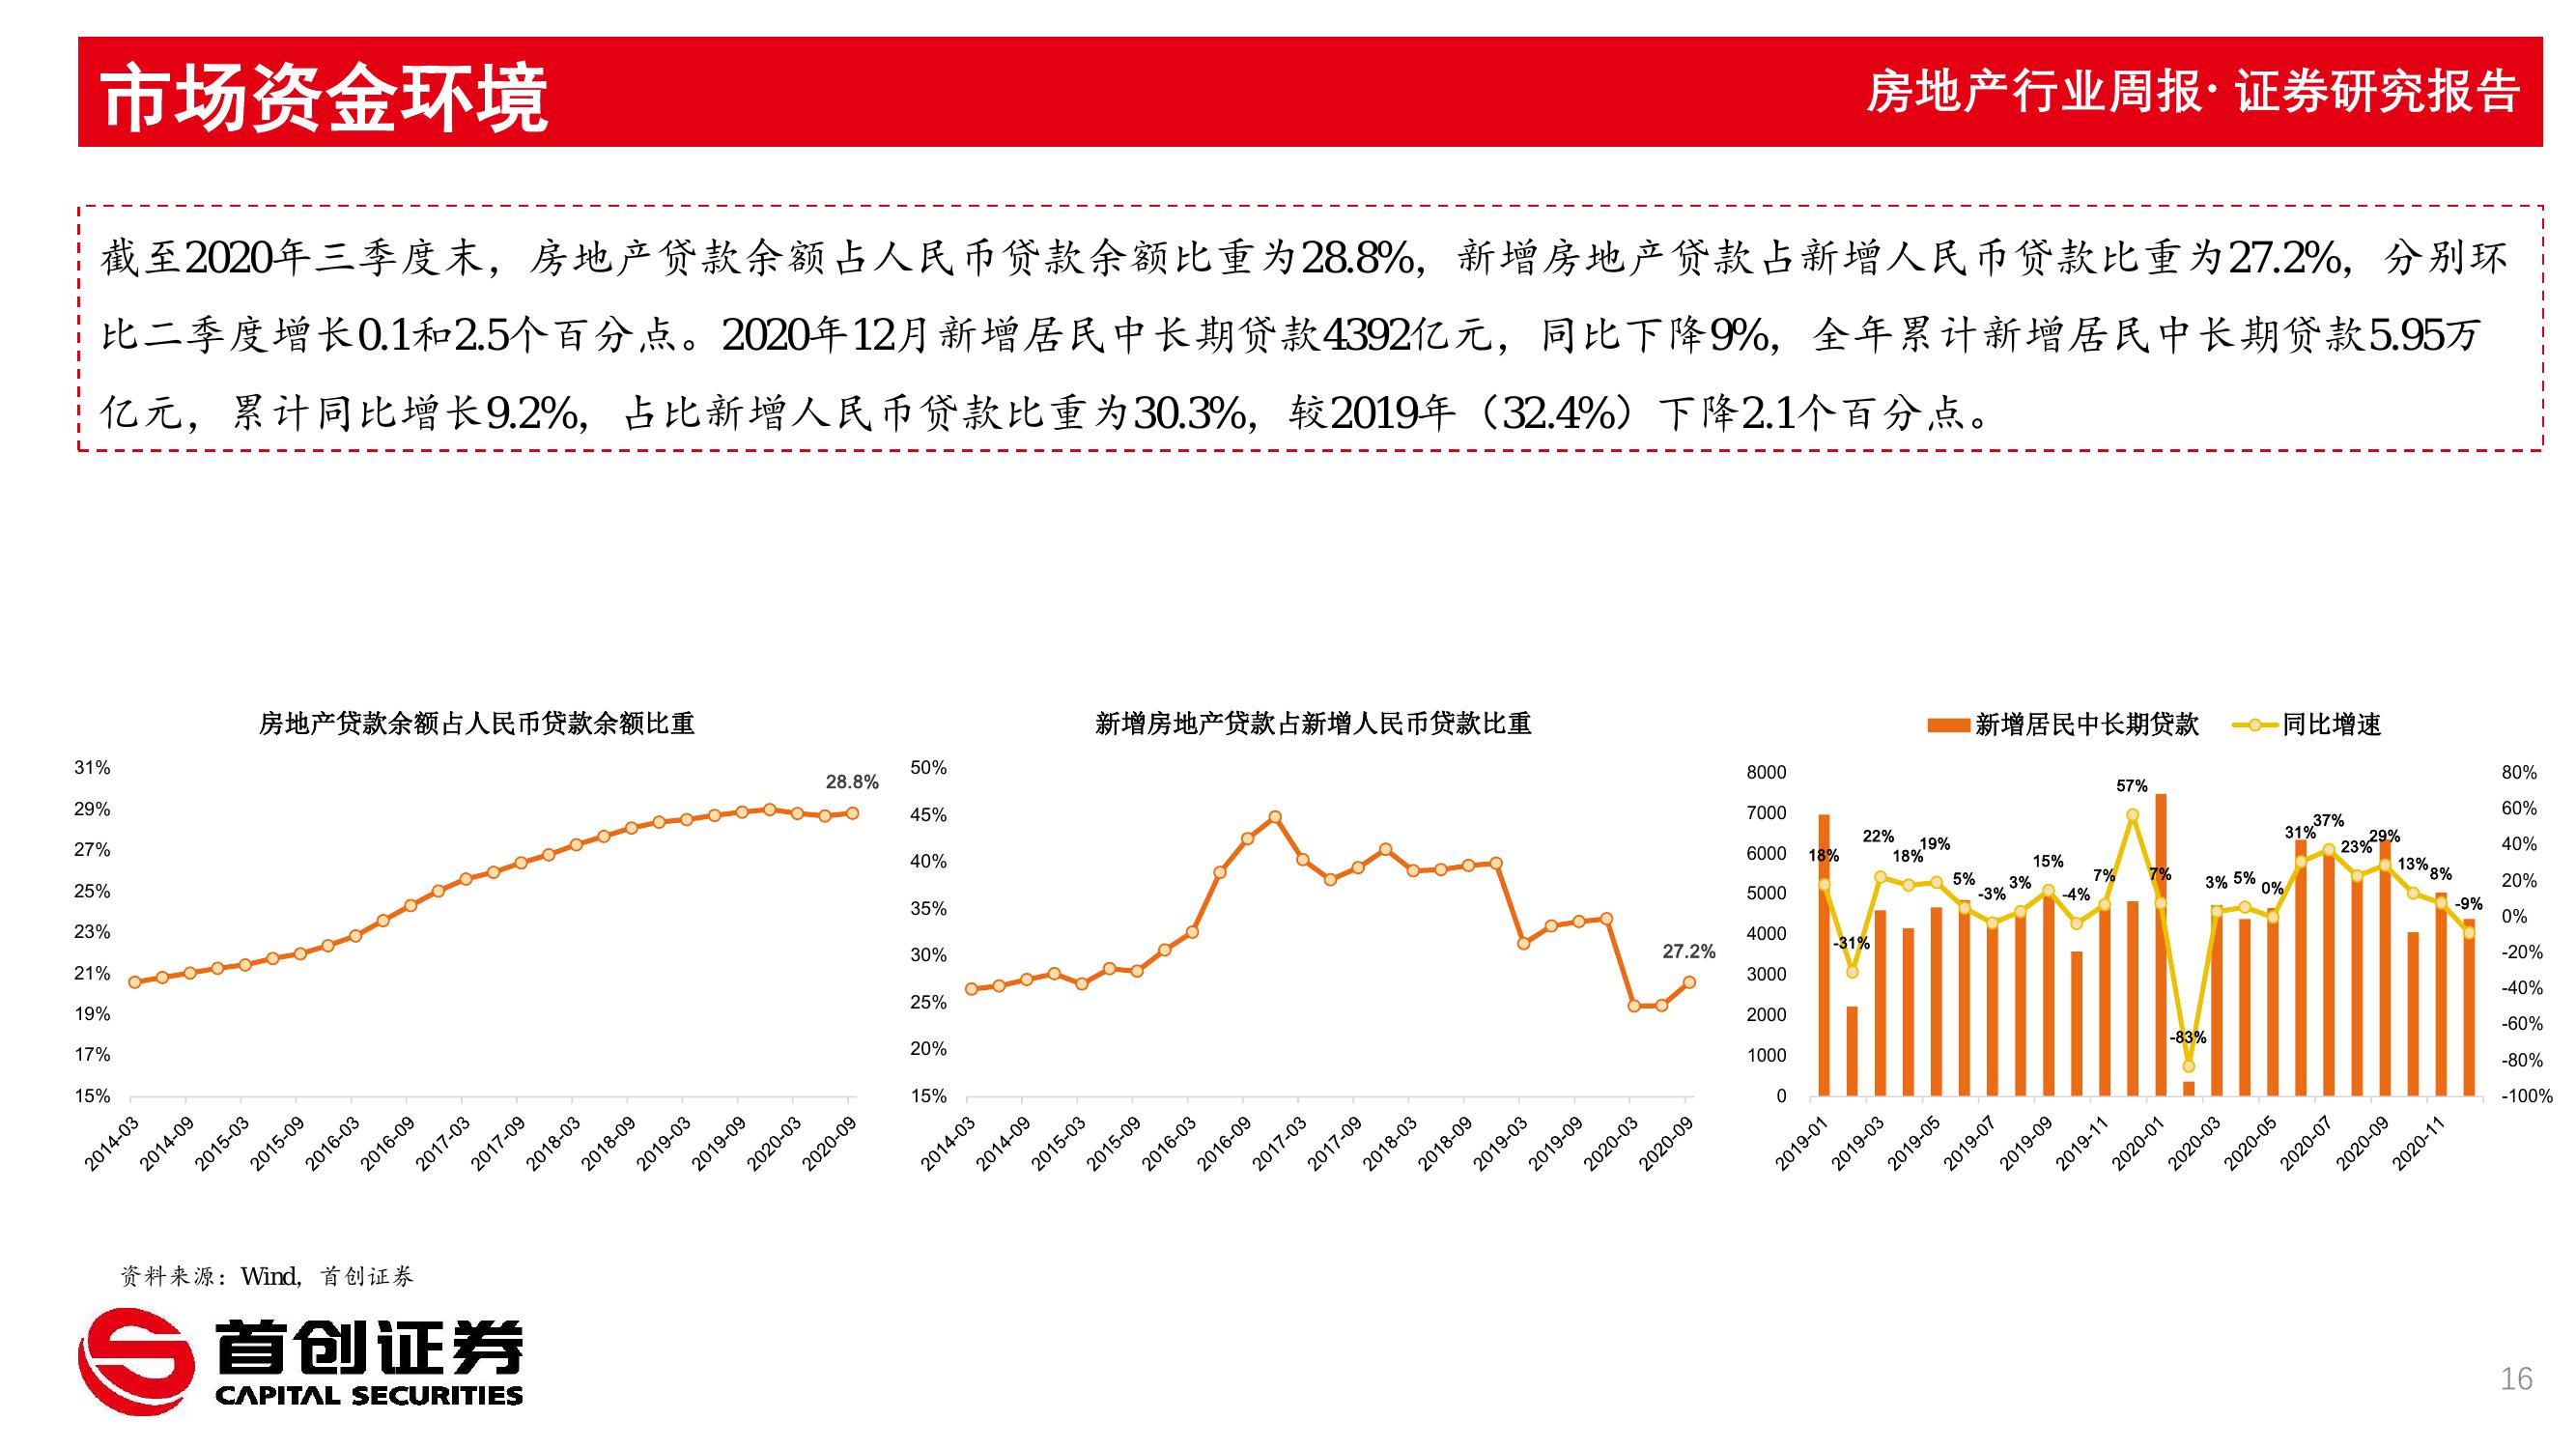 市场资金环境
房地产行业周报· 证券研究报告
截至2020年三季度末，房地产贷款余额占人民币贷款余额比重为28.8%，新增房地产贷款占新增人民币贷款比重为27.2%，分别环
比二季度增长0.1和2.5个百分点。2020年12月新增居民中长期贷款4392亿元，同比下降9%，全年累计新增居民中长期贷款5.95万
亿元，累计同比增长9.2%，占比新增人民币贷款比重为30.3%，较2019年（32.4%）下降2.1个百分点。
房地产贷款余额占人民币贷款余额比重
31%
29%
27%
25%
23%
21%
19%
17%
15%
28.8%
2014-03 2014-09 2015-03 2015-09 2016-03 2016-09 2017-03 2017-09 2018-03 2018-09 2019-03 2019-09 2020-03 2020-09
新增房地产贷款占新增人民币贷款比重
50%
45%
40%
35%
30%
25%
20%
15%
27.2%
2014-03 2014-09 2015-03 2015-09 2016-03 2016-09 2017-03 2017-09 2018-03 2018-09 2019-03 2019-09 2020-03 2020-09
新增居民中长期贷款 同比增速
8000
7000
6000
5000
4000
3000
2000
1000
0
18% -31% 22% 18% 19% 5% -3% 3% 15% -4% 7% 57% 7% -83% 3% 5% 0% 31% 37% 23% 29% 13% 8% -9%
80%
60%
40%
20%
0%
-20%
-40%
-60%
-80%
-100%
2019-01 2019-03 2019-05 2019-07 2019-09 2019-11 2020-01 2020-03 2020-05 2020-07 2020-09 2020-11
资料来源：Wind，首创证券
首创证券
CAPITAL SECURITIES
16